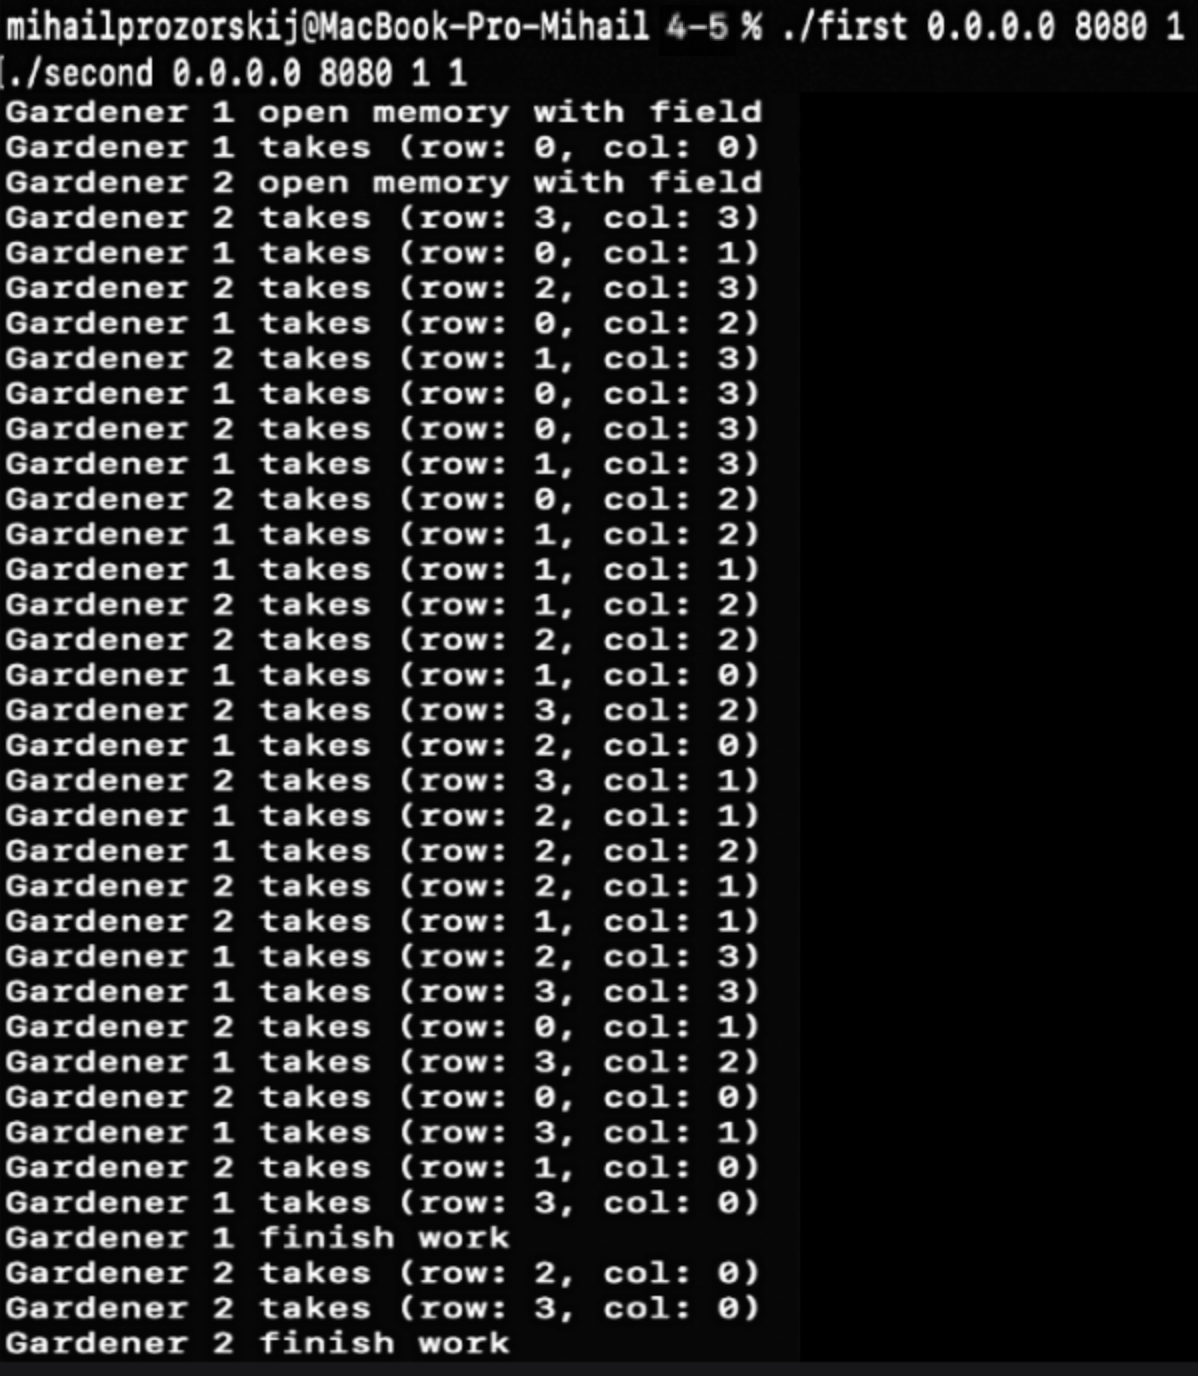 mihailprozorskij@MacBook-Pro-Mihail 4-5 % ./first 0.0.0.0 8080 1
[./second 0.0.0.0 8080 1 1
Gardener 1 open memory with field
Gardener 1 takes (row: 0, col: 0)
Gardener 2 open memory with field
Gardener 2 takes (row: 3, col: 3)
Gardener 1 takes (row: 0, col: 1)
Gardener 2 takes (row: 2, col: 3)
Gardener 1 takes (row: 0, col: 2)
Gardener 2 takes (row: 1, col: 3)
Gardener 1 takes (row: 0, col: 3)
Gardener 2 takes (row: 0, col: 3)
Gardener 1 takes (row: 1, col: 3)
Gardener 2 takes (row: 0, col: 2)
Gardener 1 takes (row: 1, col: 2)
Gardener 1 takes (row: 1, col: 1)
Gardener 2 takes (row: 1, col: 2)
Gardener 2 takes (row: 2, col: 2)
Gardener 1 takes (row: 1, col: 0)
Gardener 2 takes (row: 3, col: 2)
Gardener 1 takes (row: 2, col: 0)
Gardener 2 takes (row: 3, col: 1)
Gardener 1 takes (row: 2, col: 1)
Gardener 1 takes (row: 2, col: 2)
Gardener 2 takes (row: 2, col: 1)
Gardener 2 takes (row: 1, col: 1)
Gardener 1 takes (row: 2, col: 3)
Gardener 1 takes (row: 3, col: 3)
Gardener 2 takes (row: 0, col: 1)
Gardener 1 takes (row: 3, col: 2)
Gardener 2 takes (row: 0, col: 0)
Gardener 1 takes (row: 3, col: 1)
Gardener 2 takes (row: 1, col: 0)
Gardener 1 takes (row: 3, col: 0)
Gardener 1 finish work
Gardener 2 takes (row: 2, col: 0)
Gardener 2 takes (row: 3, col: 0)
Gardener 2 finish work